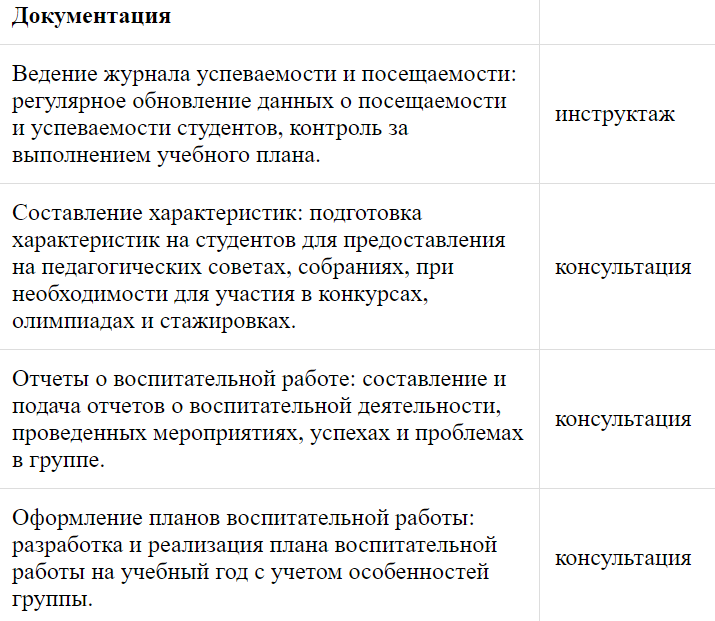 Документация
Ведение журнала успеваемости и посещаемости:
регулярное обновление данных о посещаемости
и успеваемости студентов, контроль за
выполнением учебного плана.
инструктаж
Составление характеристик: подготовка
характеристик на студентов для предоставления
на педагогических советах, собраниях, при
необходимости для участия в конкурсах,
олимпиадах и стажировках.
консультация
Отчеты о воспитательной работе: составление и
подача отчетов о воспитательной деятельности,
проведенных мероприятиях, успехах и проблемах
в группе.
консультация
Оформление планов воспитательной работы:
разработка и реализация плана воспитательной
работы на учебный год с учетом особенностей
группы.
консультация